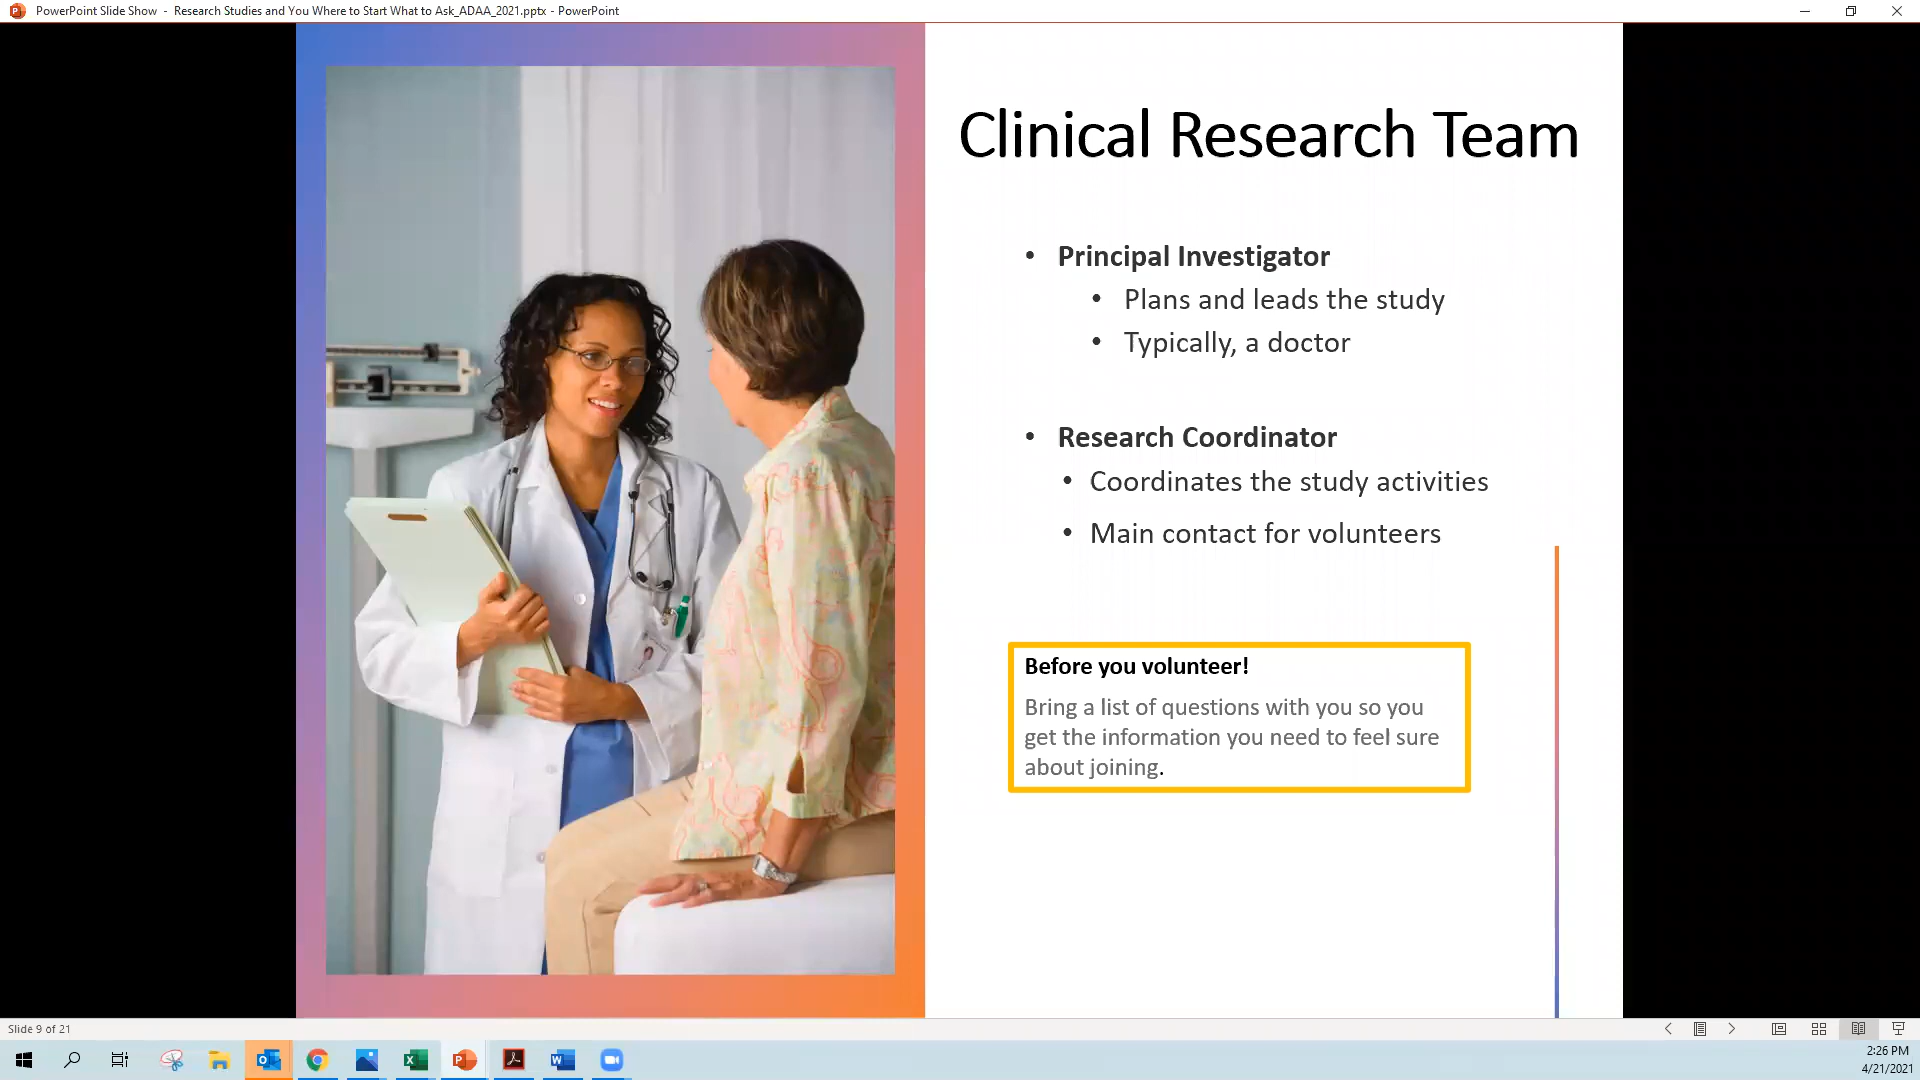 PowerPoint Slide Show - Research Studies and You Where to Start What to Ask_ADAA_2021.pptx - PowerPoint
Clinical Research Team
• Principal Investigator
• Plans and leads the study
• Typically, a doctor
• Research Coordinator
• Coordinates the study activities
• Main contact for volunteers
Before you volunteer!
Bring a list of questions with you so you
get the information you need to feel sure
about joining.
Slide 9 of 21
2:26 PM
4/21/2021